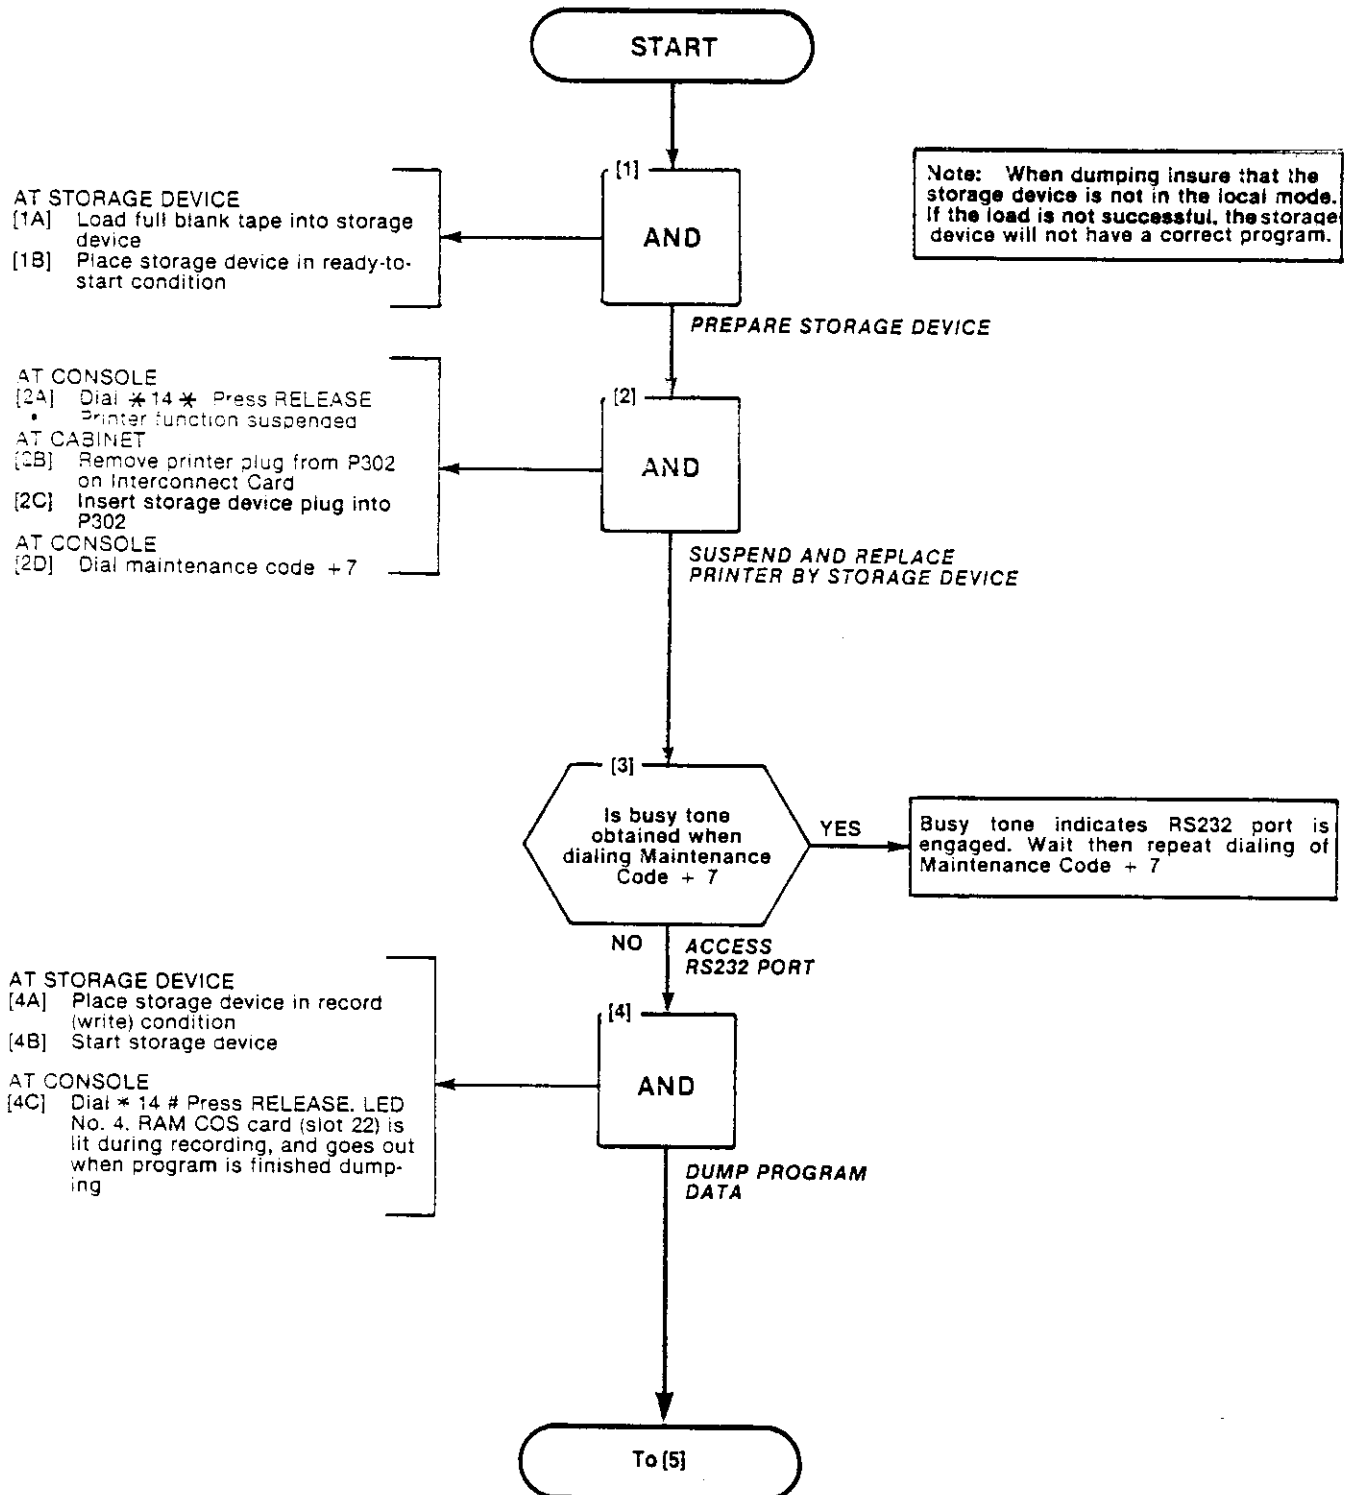 START
[1]
AND
AT STORAGE DEVICE
[1A] Load full blank tape into storage
device
[1B] Place storage device in ready-to-
start condition
Note: When dumping insure that the
storage device is not in the local mode.
If the load is not successful, the storage
device will not have a correct program.
PREPARE STORAGE DEVICE
[2]
AND
AT CONSOLE
[2A] Dial * 14 * Press RELEASE
• Printer function suspended
AT CABINET
[2B] Remove printer plug from P302
on Interconnect Card
[2C] Insert storage device plug into
P302
AT CONSOLE
[2D] Dial maintenance code + 7
SUSPEND AND REPLACE
PRINTER BY STORAGE DEVICE
[3]
Is busy tone
obtained when
dialing Maintenance
Code + 7
YES
Busy tone indicates RS232 port is
engaged. Wait then repeat dialing of
Maintenance Code + 7
NO
ACCESS
RS232 PORT
[4]
AND
AT STORAGE DEVICE
[4A] Place storage device in record
(write) condition
[4B] Start storage device
AT CONSOLE
[4C] Dial * 14 # Press RELEASE. LED
No. 4. RAM COS card (slot 22) is
lit during recording, and goes out
when program is finished dump-
ing
DUMP PROGRAM
DATA
To [5]